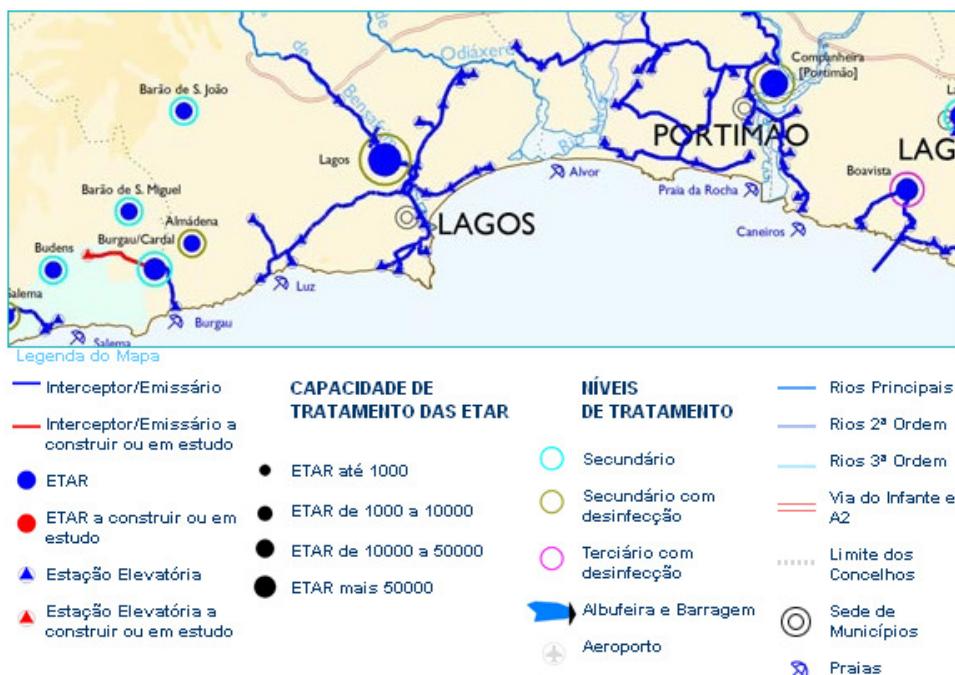 Odiáxere
de
de
Companheira
[Portimão]
Barão de S. João
Lagos
PORTIMÃO
LAG
Boavista
Alvor
Praia da Rocha
Barão de S. Miguel
Almádena
LAGOS
Caneiros
Budens
Burgau/Cardal
Luz
Salema
Burgau
Salema
Legenda do Mapa
Interceptor/Emissário
Interceptor/Emissário a
construir ou em estudo
ETAR
ETAR a construir ou em
estudo
Estação Elevatória
Estação Elevatória a
construir ou em estudo
CAPACIDADE DE
TRATAMENTO DAS ETAR
ETAR até 1000
ETAR de 1000 a 10000
ETAR de 10000 a 50000
ETAR mais 50000
NÍVEIS
DE TRATAMENTO
Secundário
Secundário com
desinfecção
Terciário com
desinfecção
Albufeira e Barragem
Aeroporto
Rios Principais
Rios 2ª Ordem
Rios 3ª Ordem
Via do Infante e
A2
Limite dos
Concelhos
Sede de
Municípios
Praias